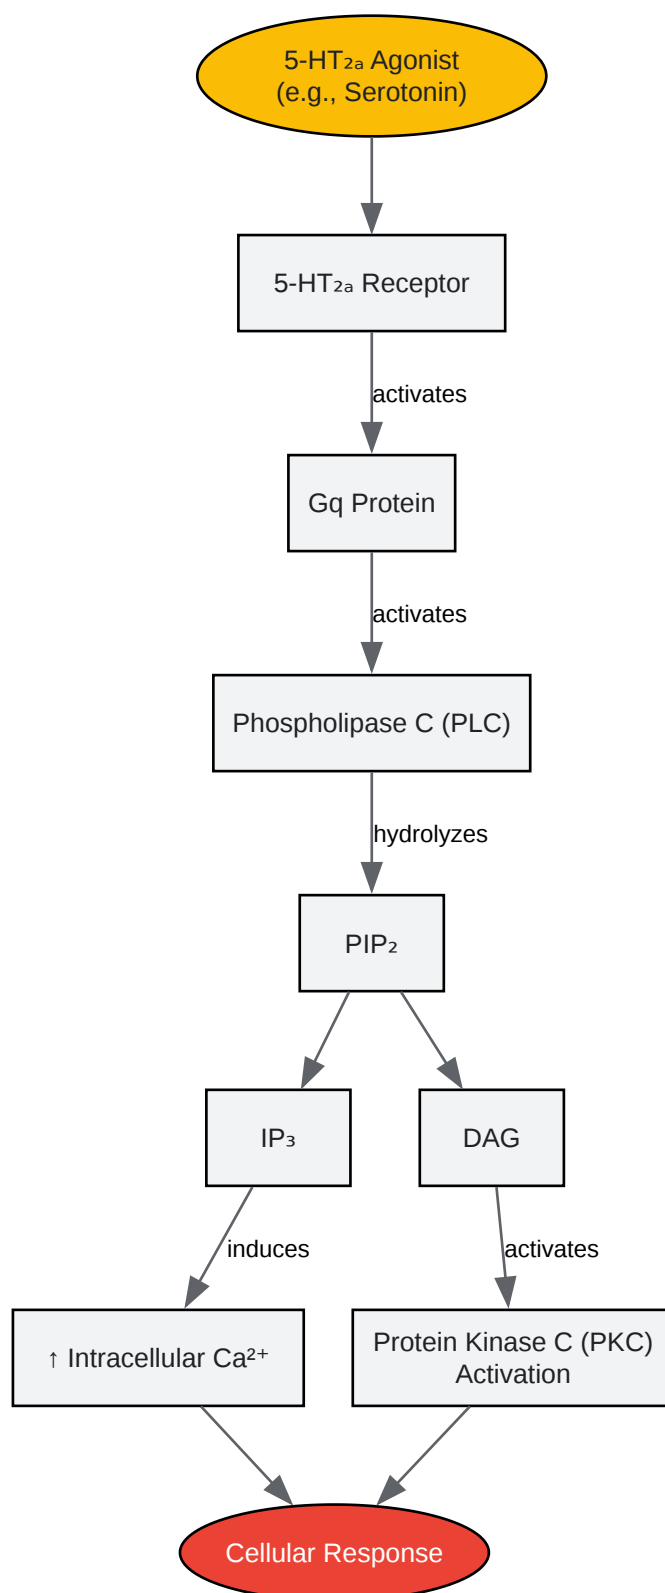 5-HT₂ₐ Agonist
(e.g., Serotonin)
5-HT₂ₐ Receptor
activates
Gq Protein
activates
Phospholipase C (PLC)
hydrolyzes
PIP₂
IP₃
DAG
induces
activates
↑ Intracellular Ca²⁺
Protein Kinase C (PKC)
Activation
Cellular Response